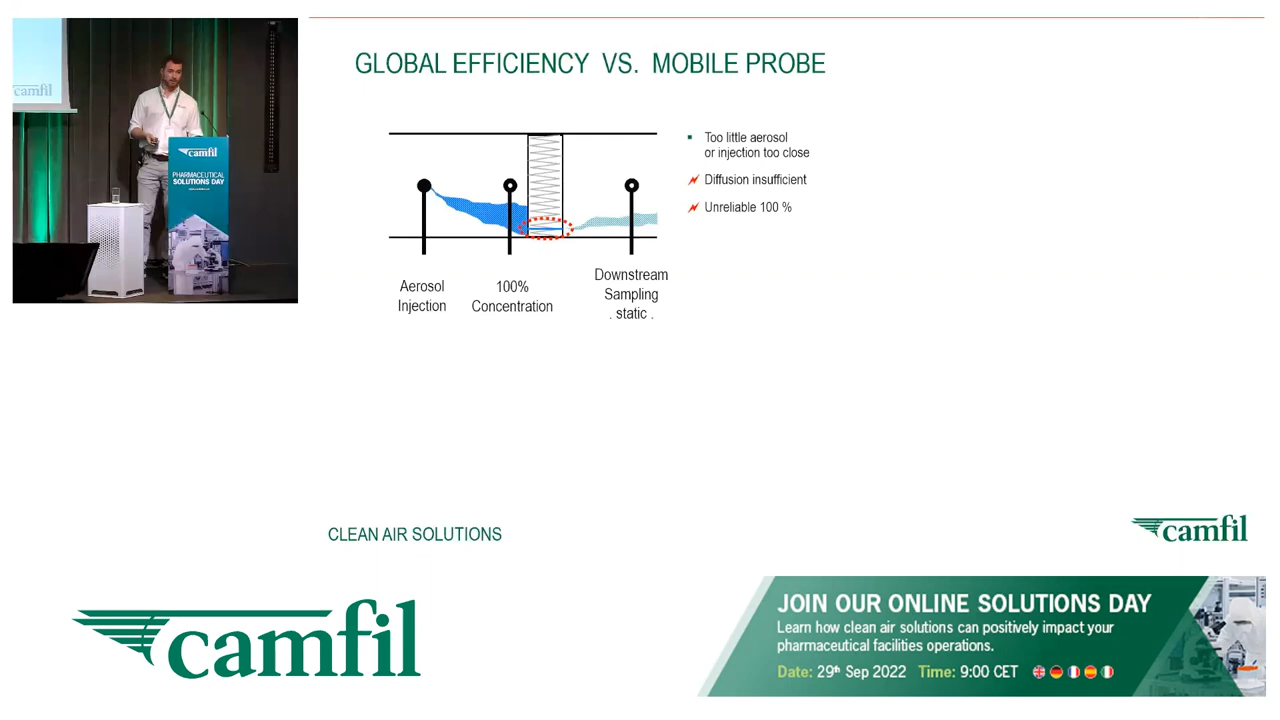 camfil
camfil
PHARMACEUTICAL
SOLUTIONS DAY
GLOBAL EFFICIENCY VS. MOBILE PROBE
Too little aerosol
or injection too close
Diffusion insufficient
Unreliable 100 %
Aerosol
Injection
100%
Concentration
Downstream
Sampling
. static .
CLEAN AIR SOLUTIONS
camfil
camfil
JOIN OUR ONLINE SOLUTIONS DAY
Learn how clean air solutions can positively impact your
pharmaceutical facilities operations.
Date: 29th Sep 2022 Time: 9:00 CET